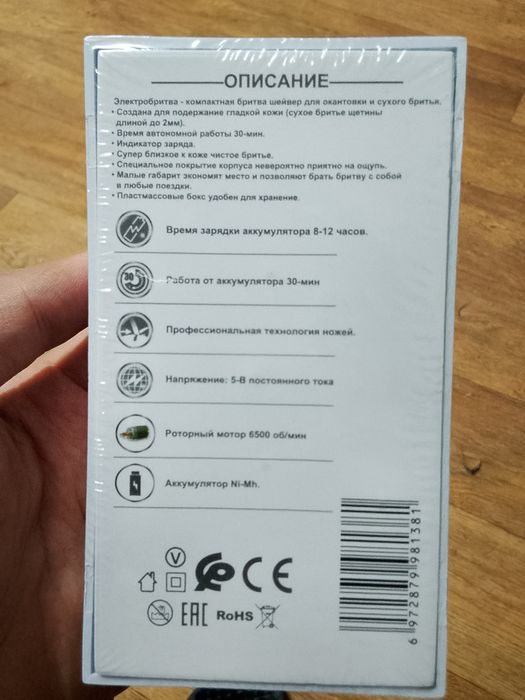 ОПИСАНИЕ
Электробритва - компактная бритва шейвер для окантовки и сухого бритья.
• Создана для подержание гладкой кожи (сухое бритье щетины
длиной до 2мм).
• Время автономной работы 30-мин.
• Индикатор заряда.
• Супер близкое к коже чистое бритье.
• Специальное покрытие корпуса невероятно приятно на ощупь.
• Малые габарит экономят место и позволяют брать бритву с собой
в любые поездки.
• Пластмассовые бокс удобен для хранение.
Время зарядки аккумулятора 8-12 часов.
30
Работа от аккумулятора 30-мин
Профессиональная технология ножей.
Напряжение: 5-В постоянного тока
Роторный мотор 6500 об/мин
Аккумулятор Ni-Mh.
V
CE
EAC RoHS
6972879981381